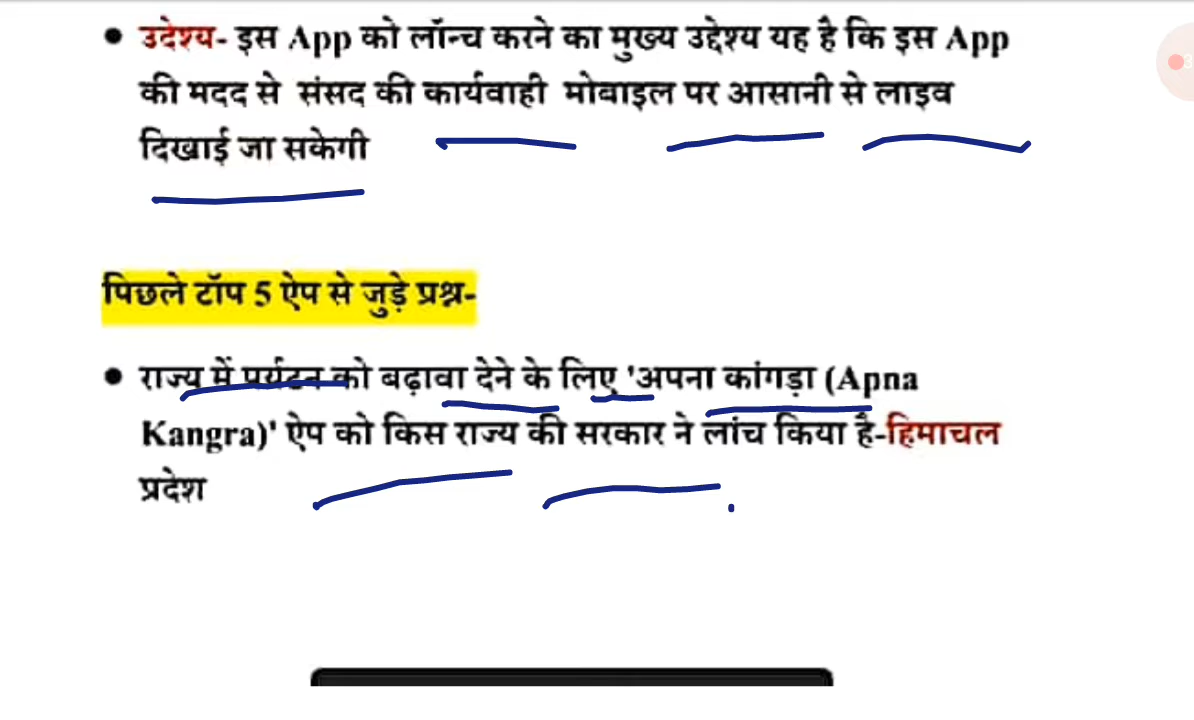 • उदेश्य- इस App को लॉन्च करने का मुख्य उद्देश्य यह है कि इस App
की मदद से संसद की कार्यवाही मोबाइल पर आसानी से लाइव
दिखाई जा सकेगी
पिछले टॉप 5 ऐप से जुड़े प्रश्न-
• राज्य में पर्यटन को बढ़ावा देने के लिए 'अपना कांगड़ा (Apna
Kangra)' ऐप को किस राज्य की सरकार ने लांच किया है-हिमाचल
प्रदेश